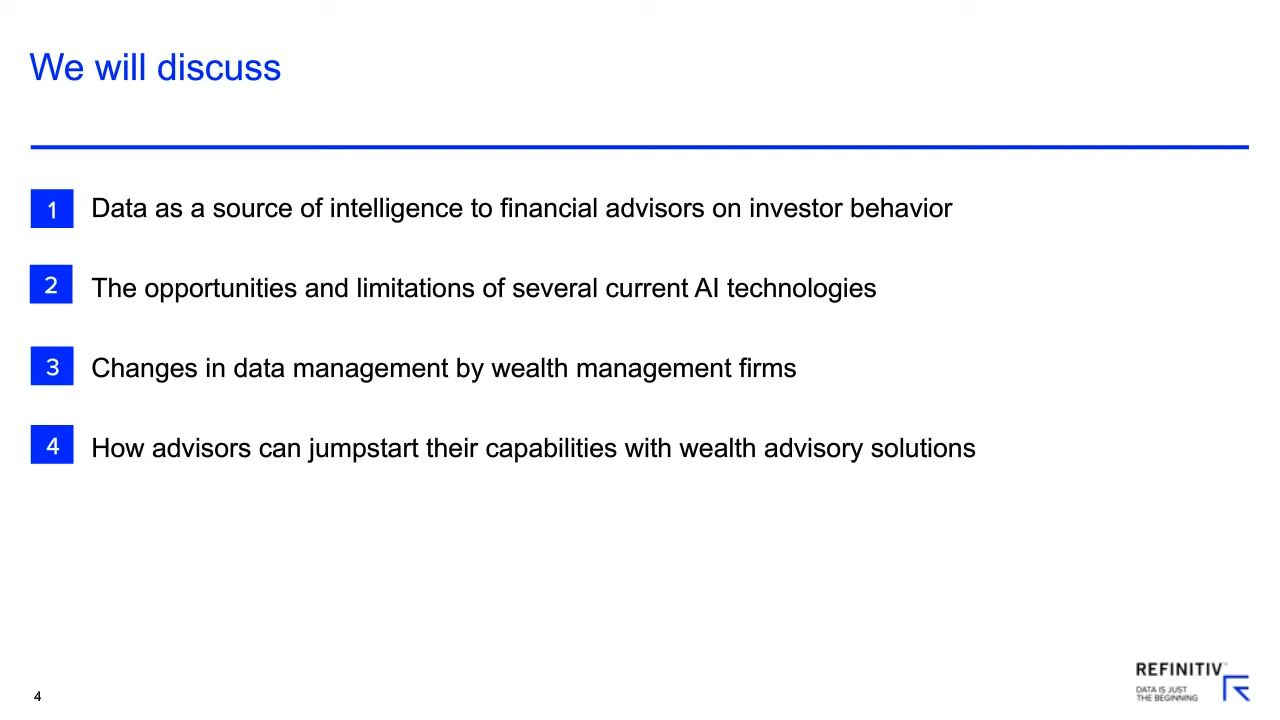 We will discuss
1 Data as a source of intelligence to financial advisors on investor behavior
2 The opportunities and limitations of several current AI technologies
3 Changes in data management by wealth management firms
4 How advisors can jumpstart their capabilities with wealth advisory solutions
4
REFINITIV™
DATA IS JUST
THE BEGINNING